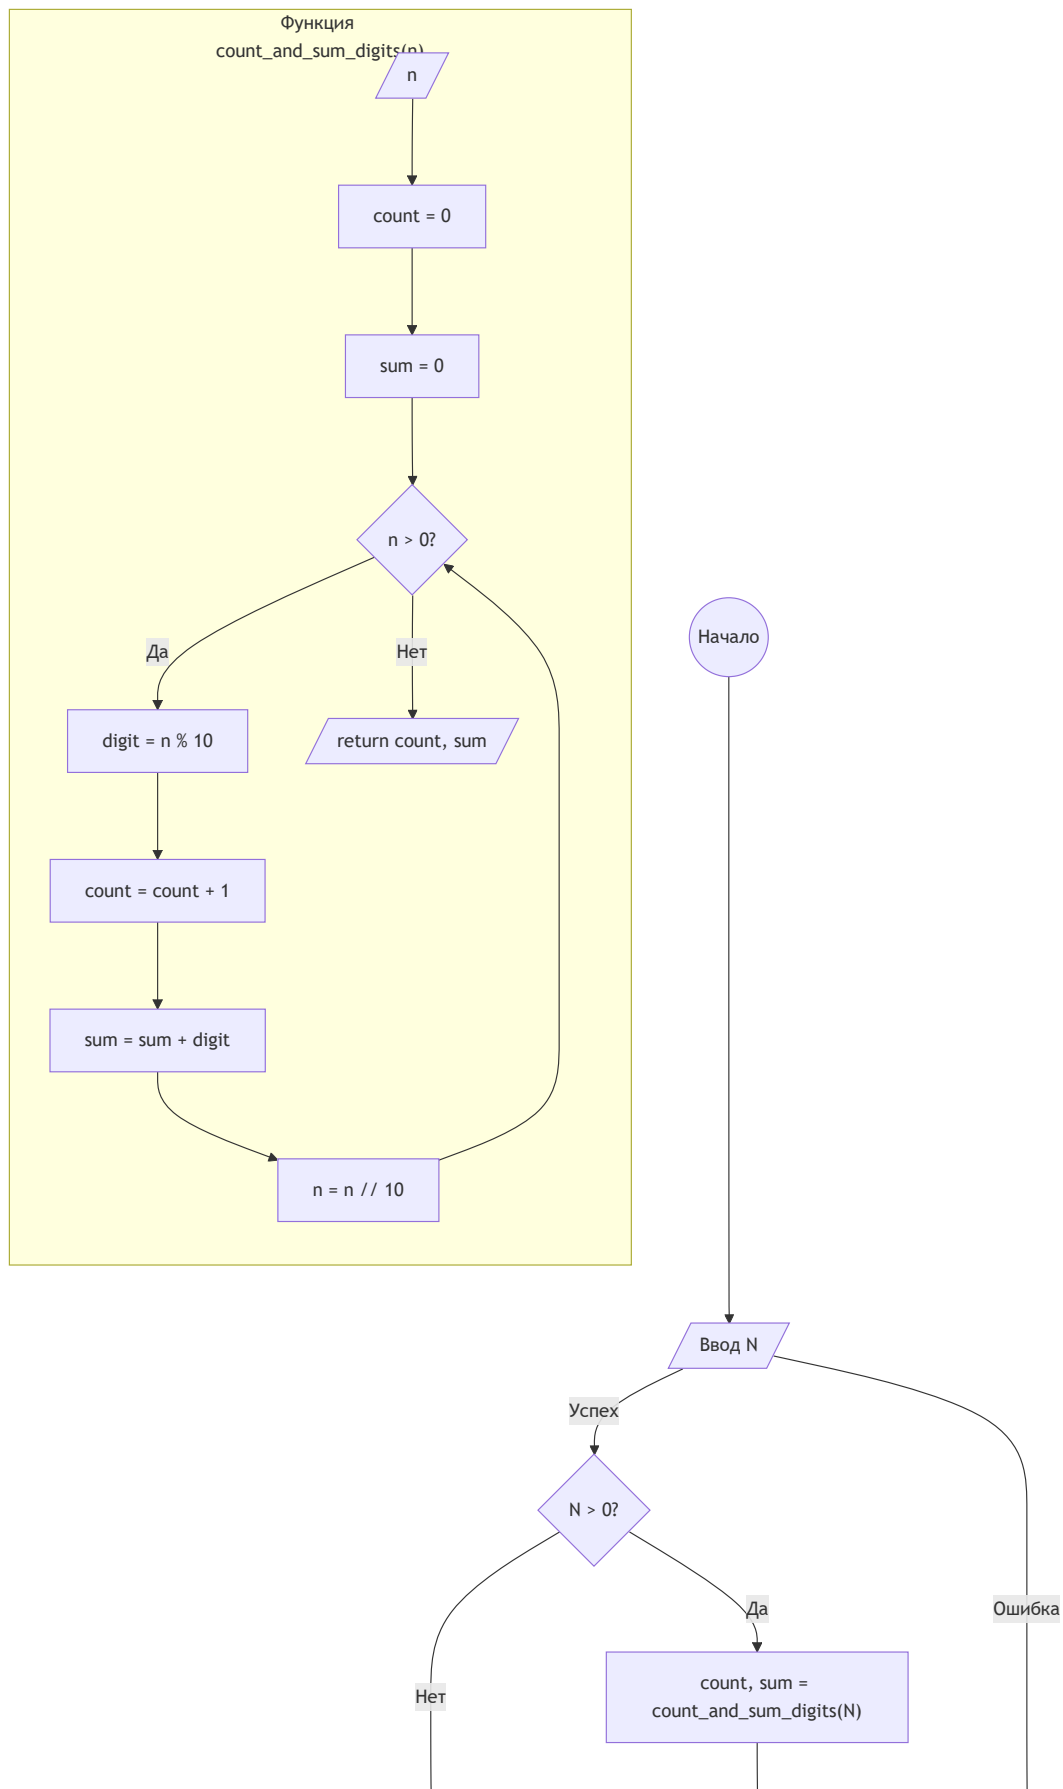 Функция
count_and_sum_digits(n)
n
count = 0
sum = 0
n > 0?
Да
Нет
digit = n % 10
return count, sum
count = count + 1
sum = sum + digit
n = n // 10
Начало
Ввод N
Успех
N > 0?
Да
Ошибка
Нет
count, sum =
count_and_sum_digits(N)